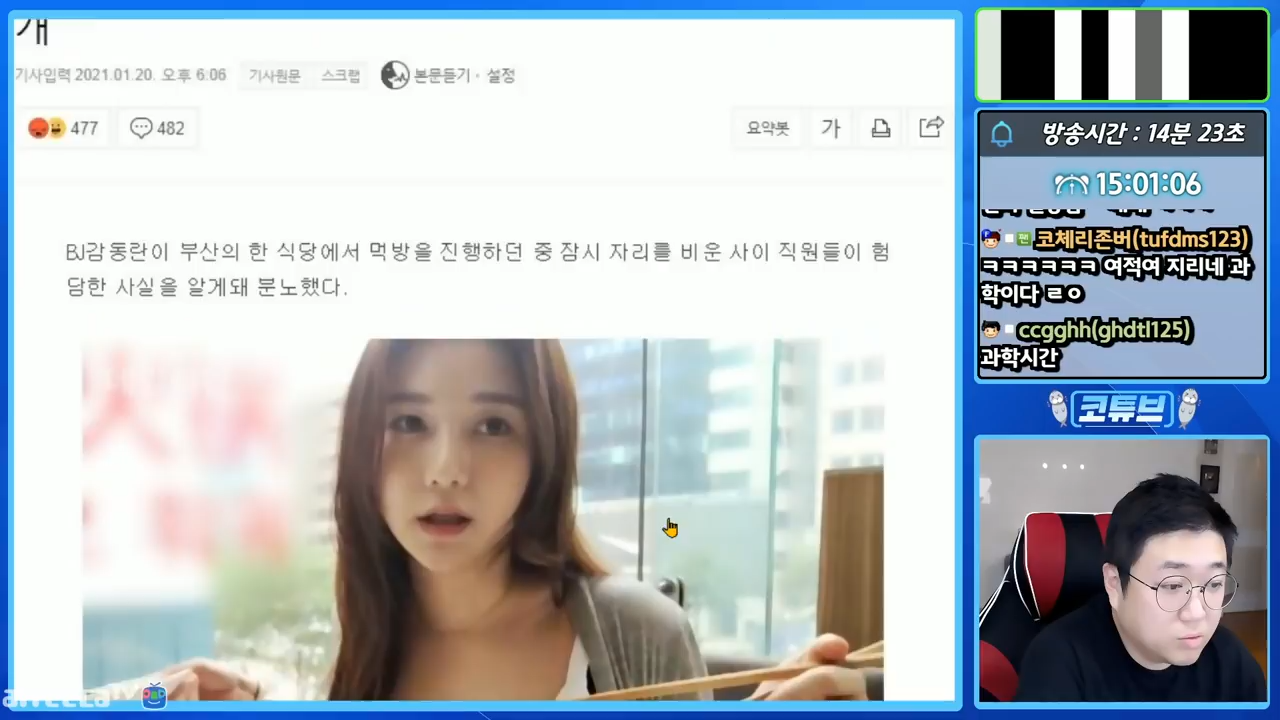 개
기사입력 2021.01.20. 오후 6:06
기사원문
스크랩
본문듣기 · 설정
477
482
요약봇
가
BJ감동란이 부산의 한 식당에서 먹방을 진행하던 중 잠시 자리를 비운 사이 직원들이 험
담한 사실을 알게돼 분노했다.
방송시간 : 14분 23초
15:01:06
팬 코체리존버(tufdms123)
ㅋㅋㅋㅋㅋㅋ 여적여 지리네 과
학이다 ㄹㅇ
ccgghh(ghdtl125)
과학시간
코튜브